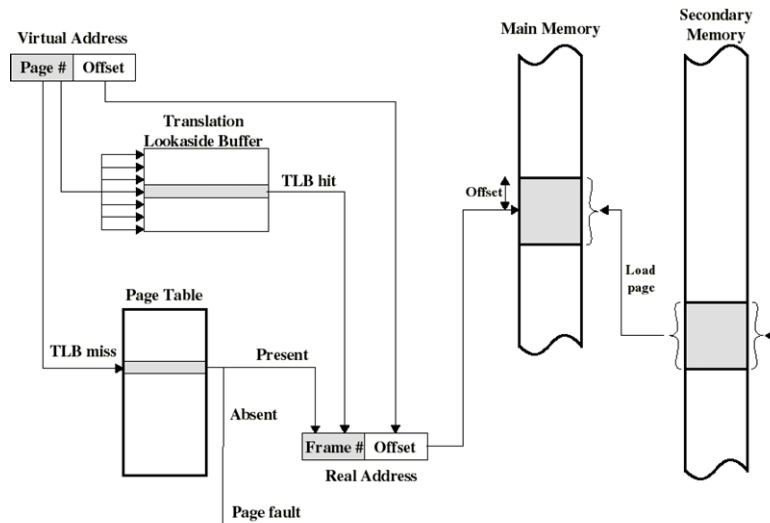 Virtual Address
Page #
Offset
Translation
Lookaside Buffer
TLB hit
Main Memory
Secondary
Memory
Offset
Load
page
Page Table
TLB miss
Present
Absent
Frame #
Offset
Real Address
Page fault